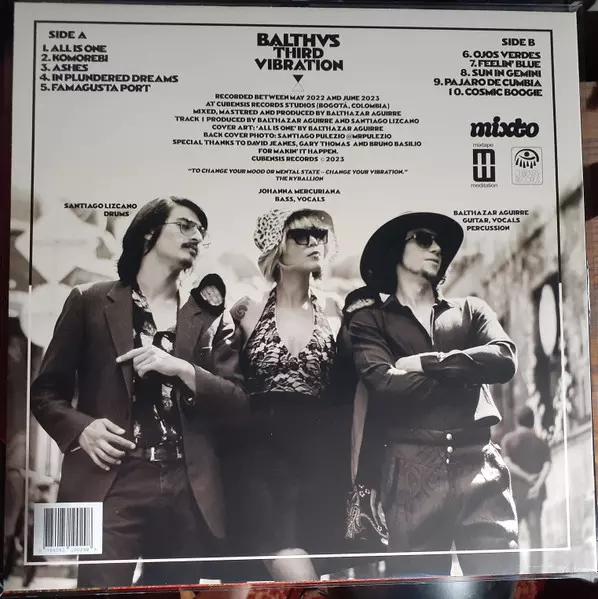 SIDE A
1. ALL IS ONE
2. KOMOREBI
3. ASHES
4. IN PLUNDERED DREAMS
5. FAMAGUSTA PORT
BALTHVS
THIRD
VIBRATION
RECORDED BETWEEN MAY 2022 AND JUNE 2023
AT CUBENSIS RECORDS STUDIOS (BOGOTÁ, COLOMBIA)
MIXED, MASTERED AND PRODUCED BY BALTHAZAR AGUIRRE
TRACK 1 PRODUCED BY BALTHAZAR AGUIRRE AND SANTIAGO LIZCANO
COVER ART: 'ALL IS ONE' BY BALTHAZAR AGUIRRE
BACK COVER PHOTO: SANTIAGO PULEZIO @MRPULEZIO
SPECIAL THANKS TO DAVID JEANES, GARY THOMAS AND BRUNO BASILIO
FOR MAKIN' IT HAPPEN.
CUBENSIS RECORDS © 2023
"TO CHANGE YOUR MOOD OR MENTAL STATE – CHANGE YOUR VIBRATION."
THE KYBALLION
SIDE B
6. OJOS VERDES
7. FEELIN' BLUE
8. SUN IN GEMINI
9. PAJARO DE CUMBIA
10. COSMIC BOOGIE
mixto
mixtape
meditation
JOHANNA MERCURIANA
BASS, VOCALS
SANTIAGO LIZCANO
DRUMS
BALTHAZAR AGUIRRE
GUITAR, VOCALS
PERCUSSION